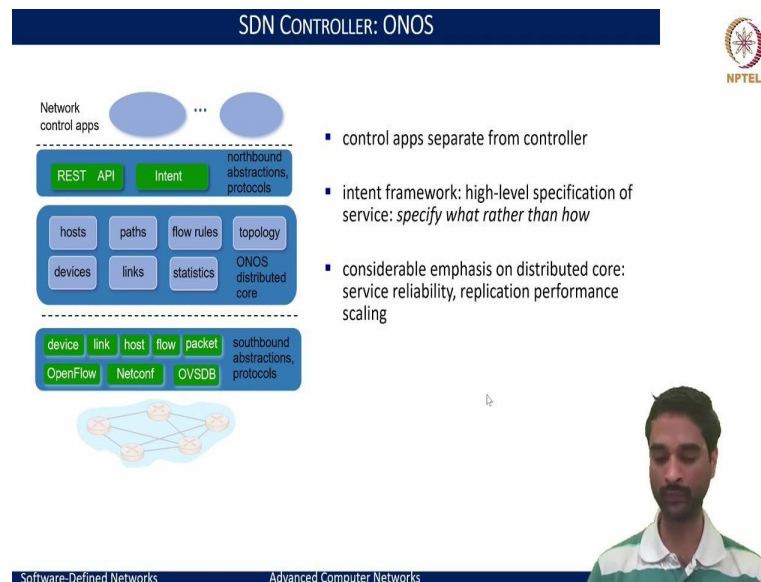 SDN CONTROLLER: ONOS
NPTEL
Network
control apps
...
northbound
abstractions,
protocols
REST API
Intent
hosts
paths
flow rules
topology
devices
links
statistics
ONOS
distributed
core
device
link
host
flow
packet
southbound
abstractions,
protocols
OpenFlow
Netconf
OVSDB
▪ control apps separate from controller
▪ intent framework: high-level specification of
service: specify what rather than how
▪ considerable emphasis on distributed core:
service reliability, replication performance
scaling
Software-Defined Networks
Advanced Computer Networks